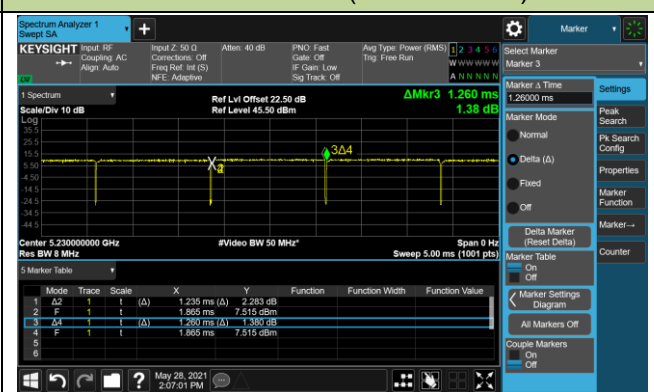 Spectrum Analyzer 1
Swept SA
+
Marker
KEYSIGHT
Input: RF
Coupling: AC
Align: Auto
Input Z: 50 Ω
Corrections: Off
Freq Ref: Int (S)
NFE: Adaptive
Atten: 40 dB
PNO: Fast
Gate: Off
IF Gain: Low
Sig Track: Off
Avg Type: Power (RMS)
Trig: Free Run
1 2 3 4 5 6
W W W W W W
A N N N N N
Select Marker
Marker 3
LXI
1 Spectrum
Scale/Div 10 dB
Log
Ref Lvl Offset 22.50 dB
Ref Level 45.50 dBm
ΔMkr3 1.260 ms
1.38 dB
35.5
25.5
15.5
5.50
-4.50
-14.5
-24.5
-34.5
-44.5
3Δ4
Center 5.230000000 GHz
Res BW 8 MHz
#Video BW 50 MHz*
Span 0 Hz
Sweep 5.00 ms (1001 pts)
5 Marker Table
Mode Trace Scale X Y Function Function Width Function Value
1 Δ2 1 t (Δ) 1.235 ms (Δ) 2.283 dB
2 F 1 t 1.865 ms 7.515 dBm
3 Δ4 1 t (Δ) 1.260 ms (Δ) 1.380 dB
4 F 1 t 1.865 ms 7.515 dBm
5
6
Marker Δ Time
1.26000 ms
Marker Mode
Normal
Delta (Δ)
Fixed
Off
Delta Marker
(Reset Delta)
Marker Table
On
Off
Marker Settings
Diagram
All Markers Off
Couple Markers
On
Off
Settings
Peak
Search
Pk Search
Config
Properties
Marker
Function
Marker→
Counter
?
May 28, 2021
2:07:01 PM